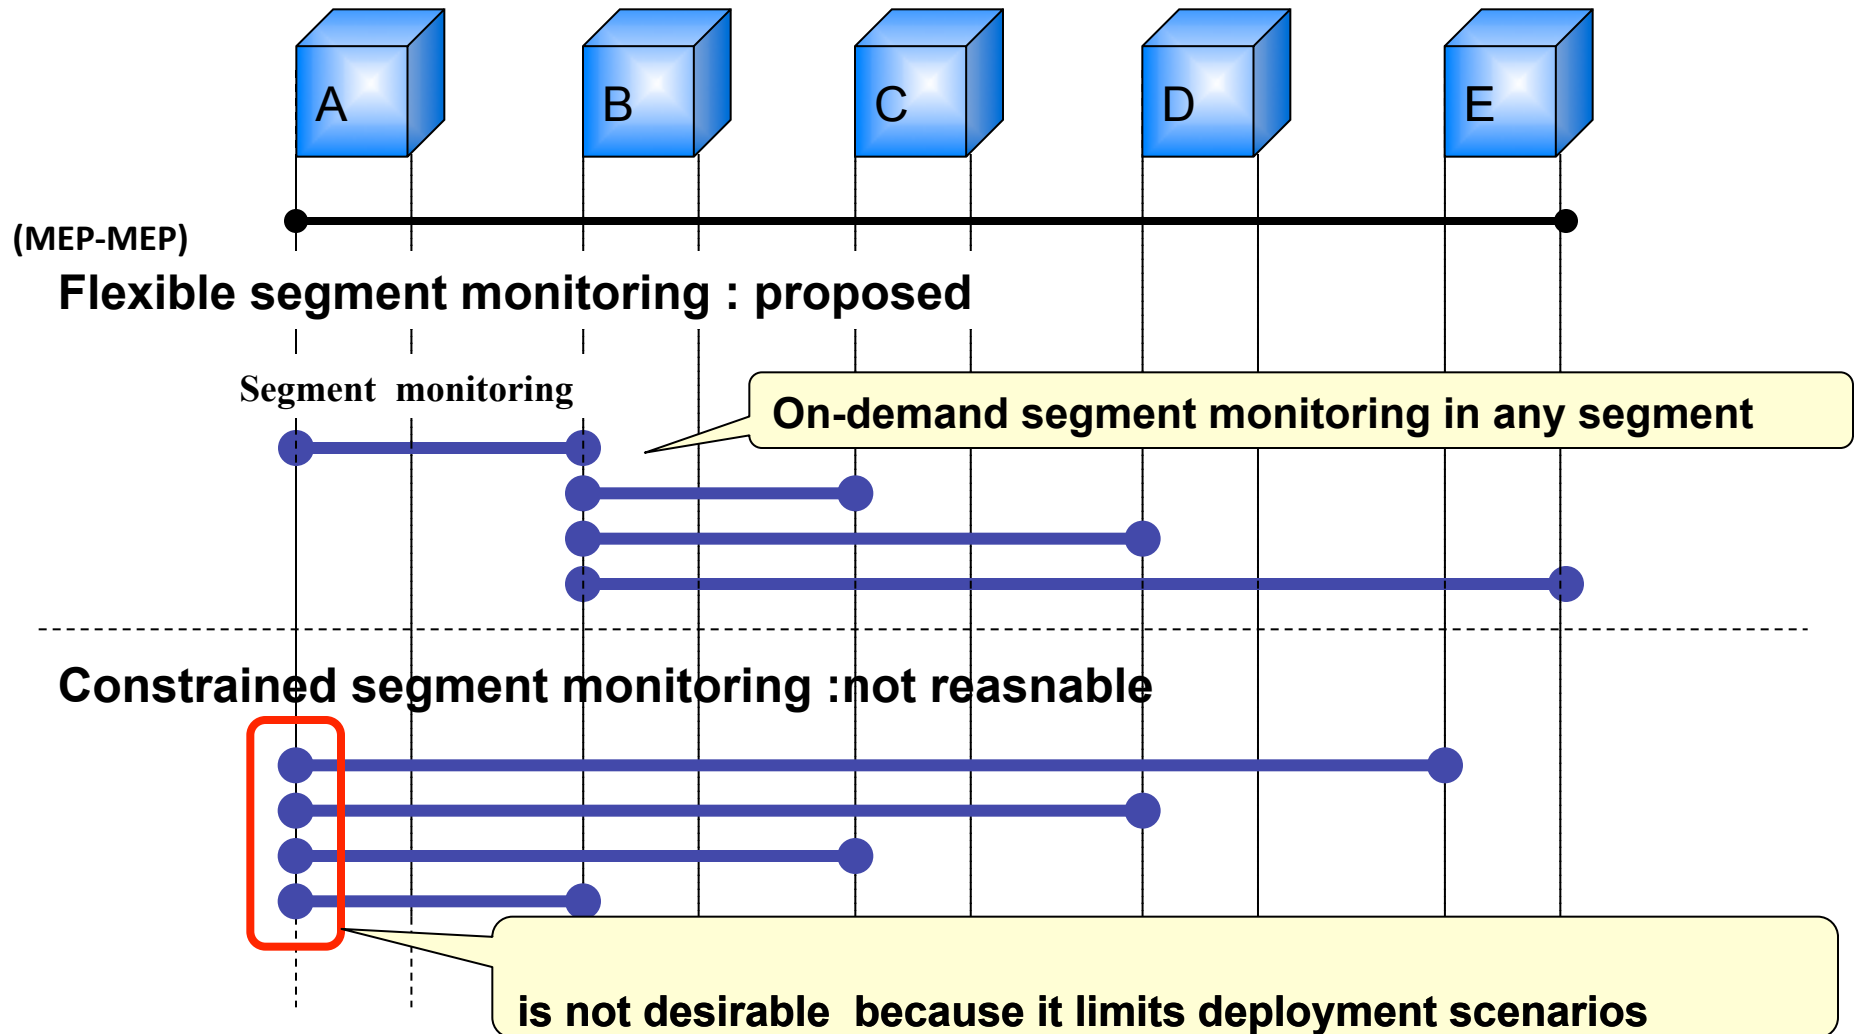 A B C D E
(MEP-MEP)
Flexible segment monitoring : proposed
Segment monitoring
On-demand segment monitoring in any segment
Constrained segment monitoring :not reasnable
is not desirable because it limits deployment scenarios